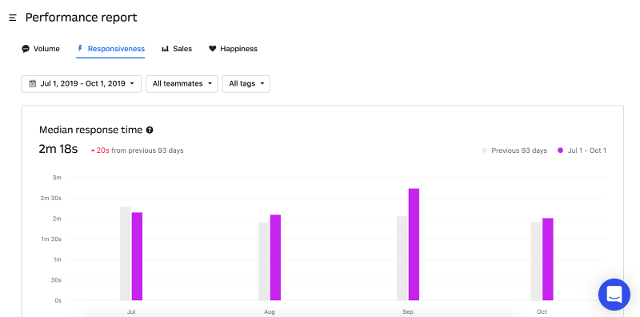 Performance report
Volume Responsiveness Sales Happiness
Jul 1, 2019 - Oct 1, 2019 All teammates All tags
Median response time ?
2m 18s 20s from previous 93 days Previous 93 days Jul 1 - Oct 1
3m
2m 30s
2m
1m 30s
1m
30s
0s
Jul Aug Sep Oct